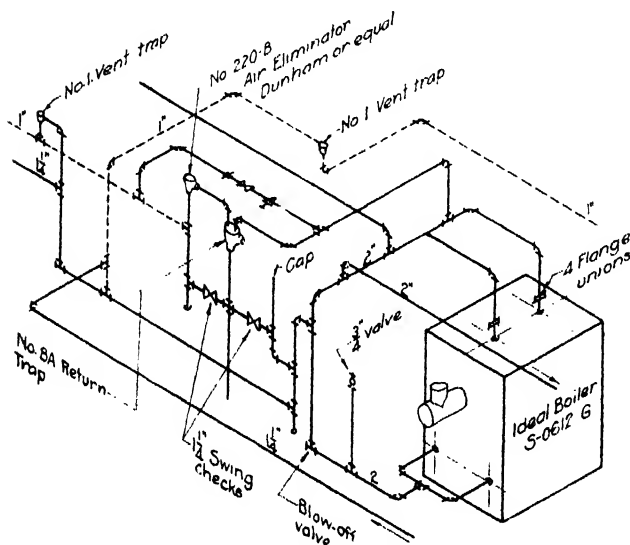 No.1. Vent trap
No 220-B
Air Eliminator
Dunham or equal
No 1 Vent trap
1"
1"
1¼"
1"
Cap
2"
2"
4 Flange
unions
¾" valve
No. 8A Return
Trap
1¼" Swing
checks
1¼"
2
Blow-off
valve
Ideal Boiler
S-0612 G